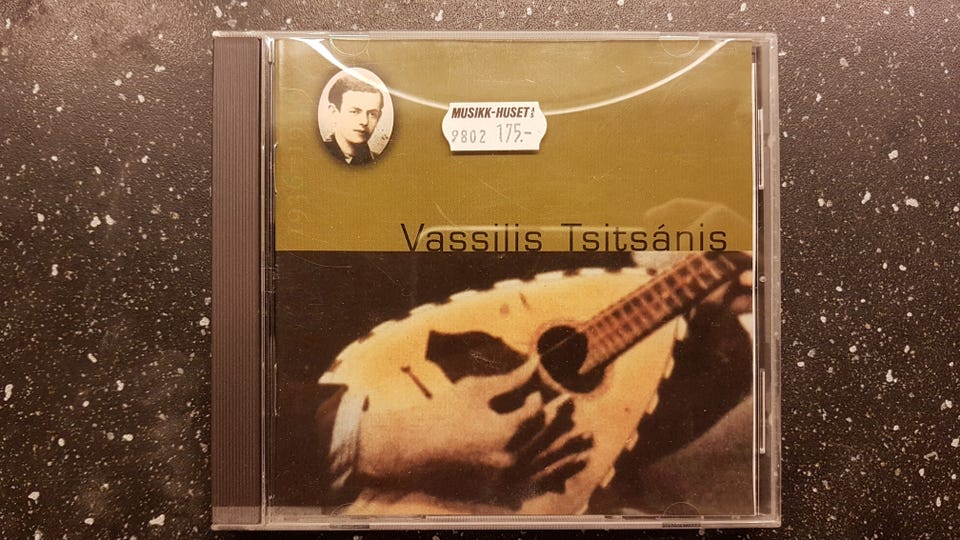 MUSIKK-HUSET
9802 175.-
Vassilis Tsitsánis